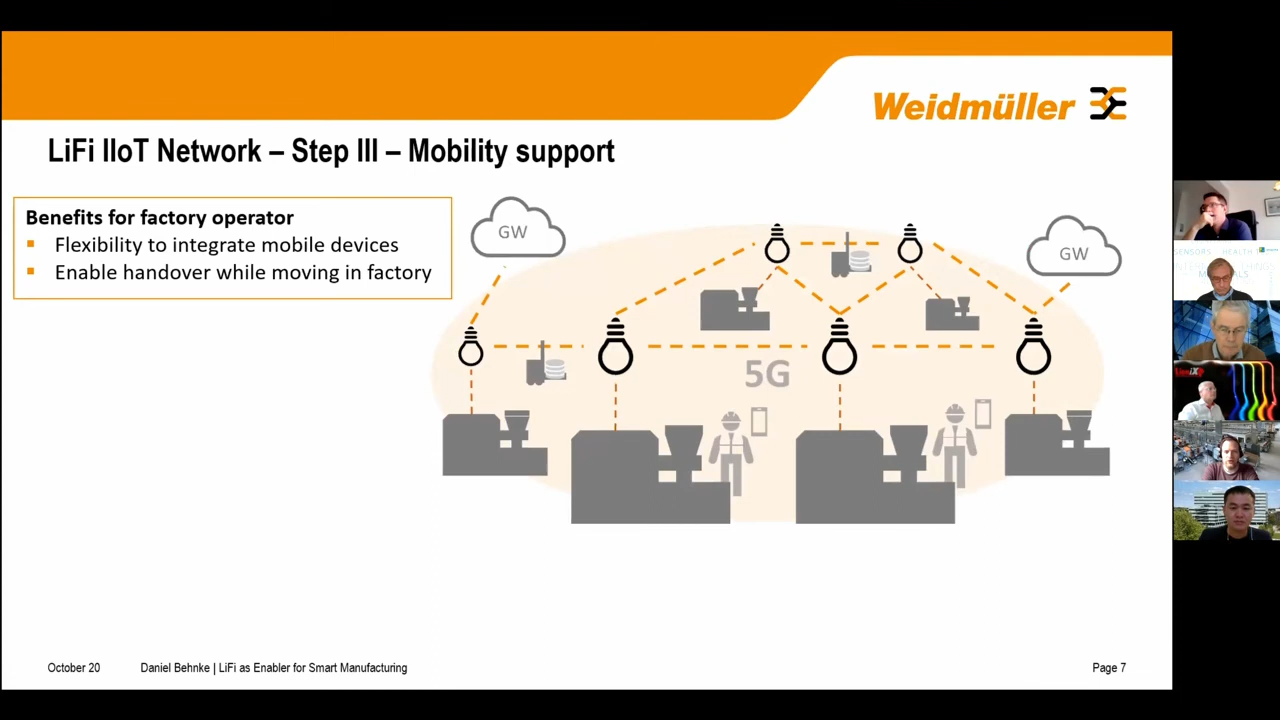 Weidmüller
LiFi IIoT Network – Step III – Mobility support
Benefits for factory operator
Flexibility to integrate mobile devices
Enable handover while moving in factory
GW
GW
5G
October 20
Daniel Behnke | LiFi as Enabler for Smart Manufacturing
Page 7
SENSORS
HEALTH